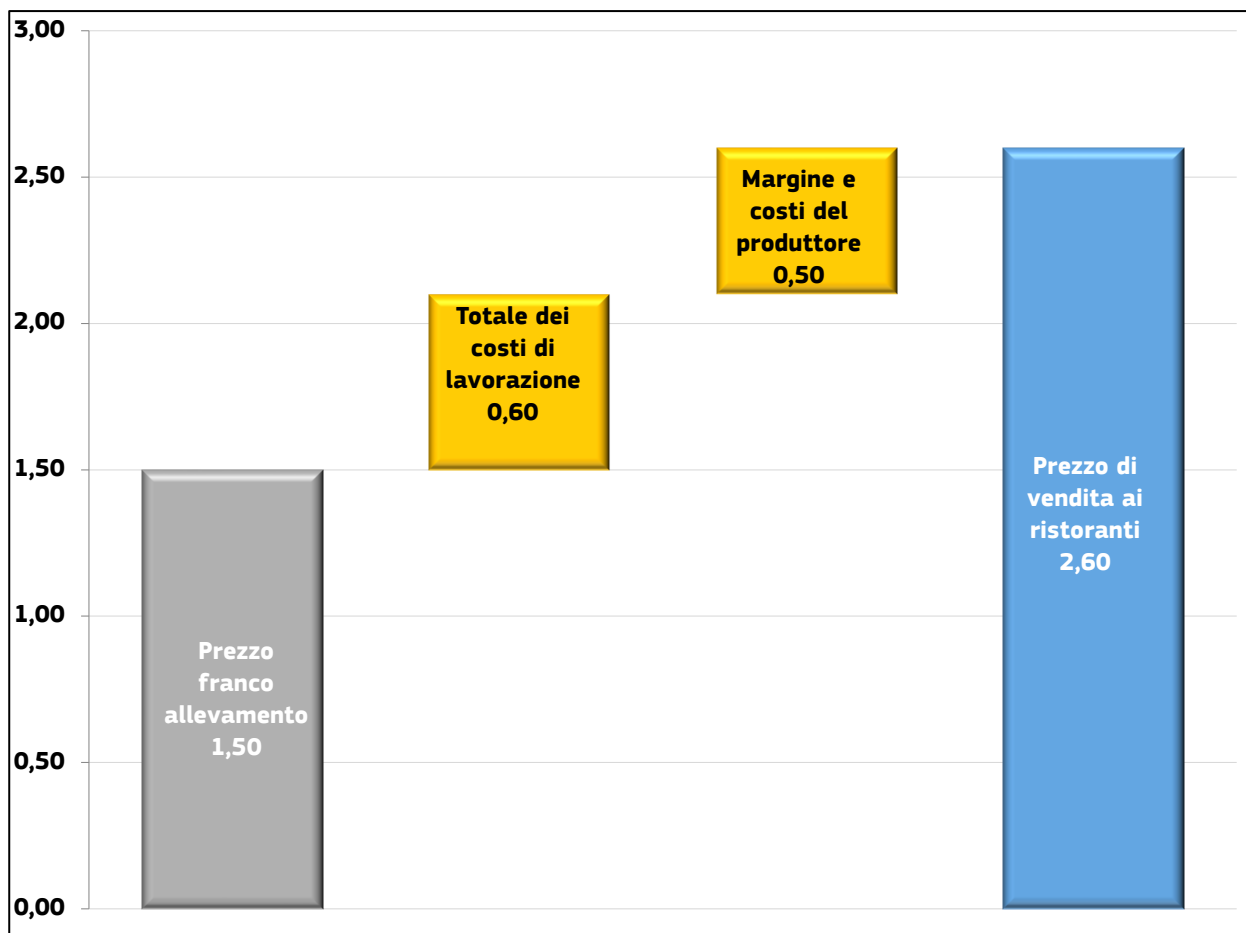 3,00
2,50
2,00
1,50
1,00
0,50
0,00
Prezzo
franco
allevamento
1,50
Totale dei
costi di
lavorazione
0,60
Margine e
costi del
produttore
0,50
Prezzo di
vendita ai
ristoranti
2,60